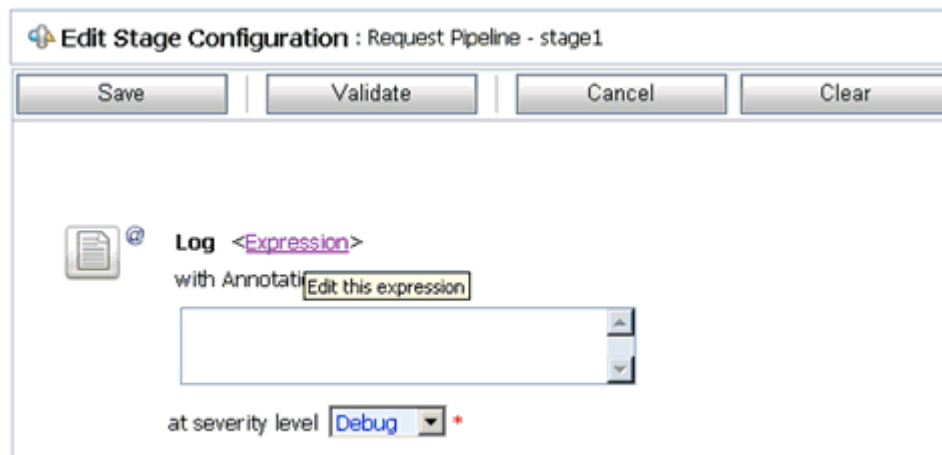 Edit Stage Configuration : Request Pipeline - stage1
Save Validate Cancel Clear
@ Log <Expression>
with Annotati
Edit this expression
at severity level Debug *